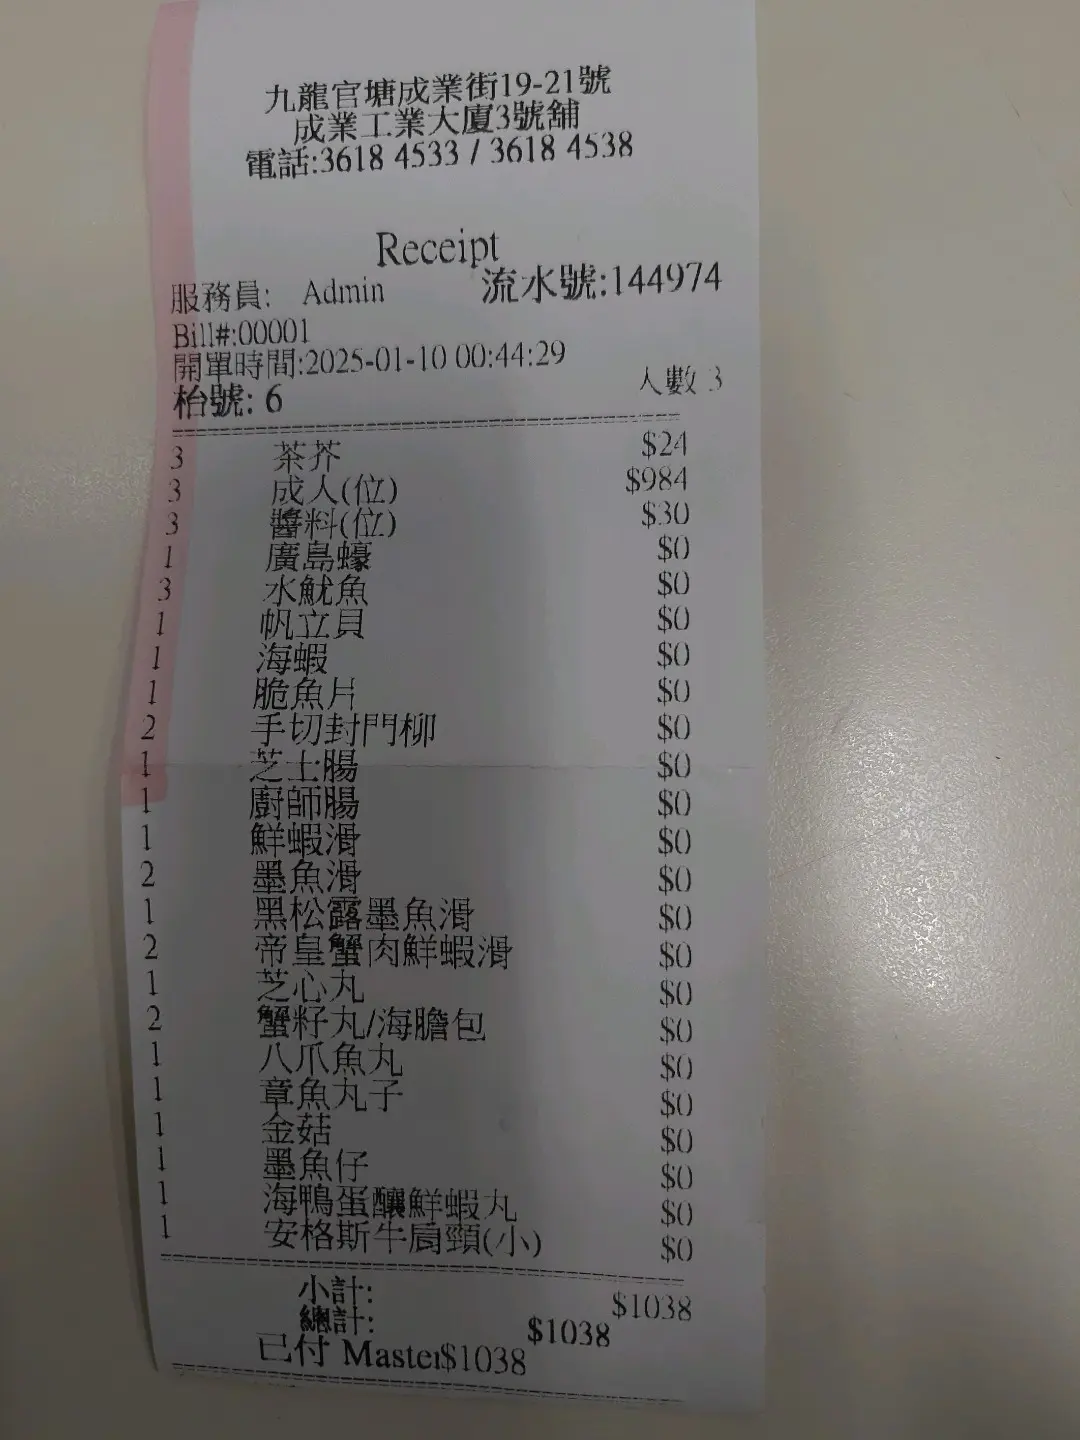 九龍官塘成業街19-21號
成業工業大廈3號舖
電話:3618 4533 / 3618 4538
Receipt
服務員: Admin 流水號:144974
Bill#:00001
開單時間:2025-01-10 00:44:29
枱號: 6 人數 3
3 茶芥 $24
3 成人(位) $984
3 醬料(位) $30
1 廣島蠔 $0
3 水魷魚 $0
1 帆立貝 $0
1 海蝦 $0
1 脆魚片 $0
2 手切封門柳 $0
1 芝士腸 $0
1 廚師腸 $0
1 鮮蝦滑 $0
2 墨魚滑 $0
1 黑松露墨魚滑 $0
2 帝皇蟹肉鮮蝦滑 $0
1 芝心丸 $0
2 蟹籽丸/海膽包 $0
1 八爪魚丸 $0
1 章魚丸子 $0
1 金菇 $0
1 墨魚仔 $0
1 海鴨蛋釀鮮蝦丸 $0
1 安格斯牛肩頸(小) $0
小計: $1038
總計: $1038
已付 Master$1038